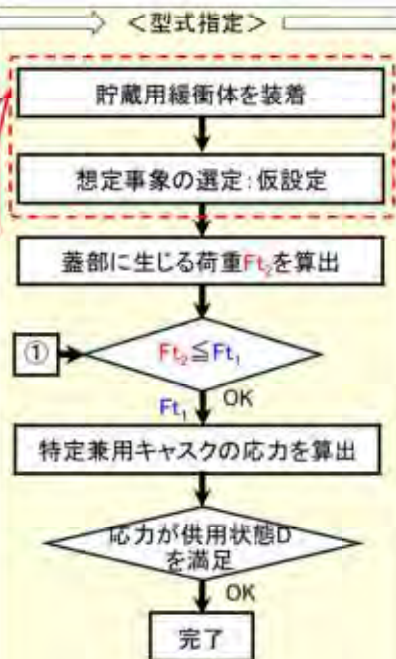 ＜型式指定＞
貯蔵用緩衝体を装着
想定事象の選定：仮設定
蓋部に生じる荷重Ft₂を算出
①
Ft₂≦Ft₁
Ft₁
OK
特定兼用キャスクの応力を算出
応力が供用状態D
を満足
OK
完了